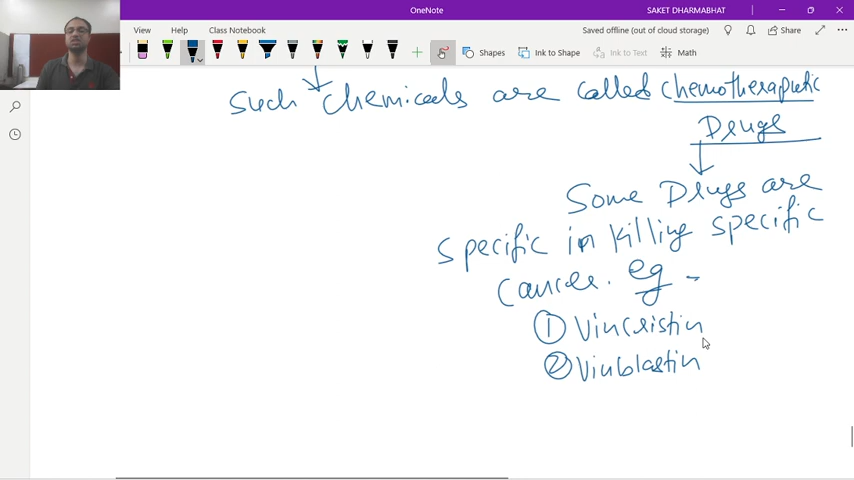 OneNote
SAKET DHARMABHAT
View Help Class Notebook
Saved offline (out of cloud storage) Share
Shapes Ink to Shape Ink to Text Math
Such chemicals are called chemotherapeutic
Drugs
Some Drugs are
specific in killing specific
cancer. eg -
① Vincristin
② Vinblastin